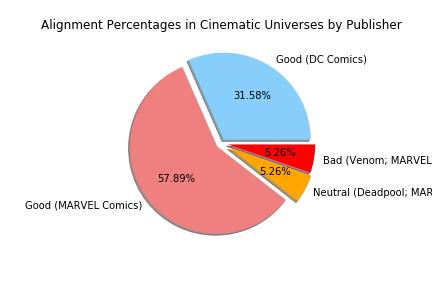 Alignment Percentages in Cinematic Universes by Publisher
Good (DC Comics)
31.58%
5.26%
Bad (Venom; MARVEL
5.26%
57.89%
Neutral (Deadpool; MAR
Good (MARVEL Comics)